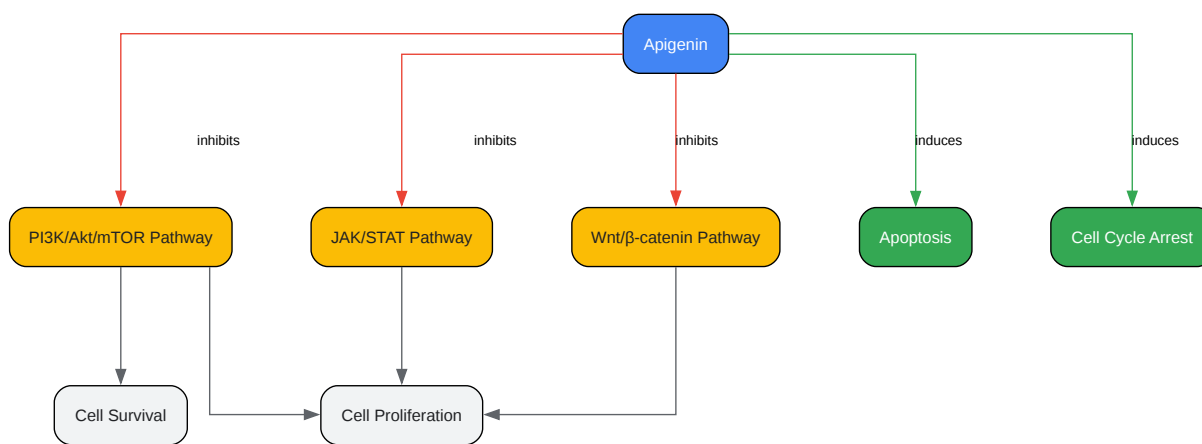 Apigenin
inhibits
inhibits
inhibits
induces
induces
PI3K/Akt/mTOR Pathway
JAK/STAT Pathway
Wnt/β-catenin Pathway
Apoptosis
Cell Cycle Arrest
Cell Survival
Cell Proliferation